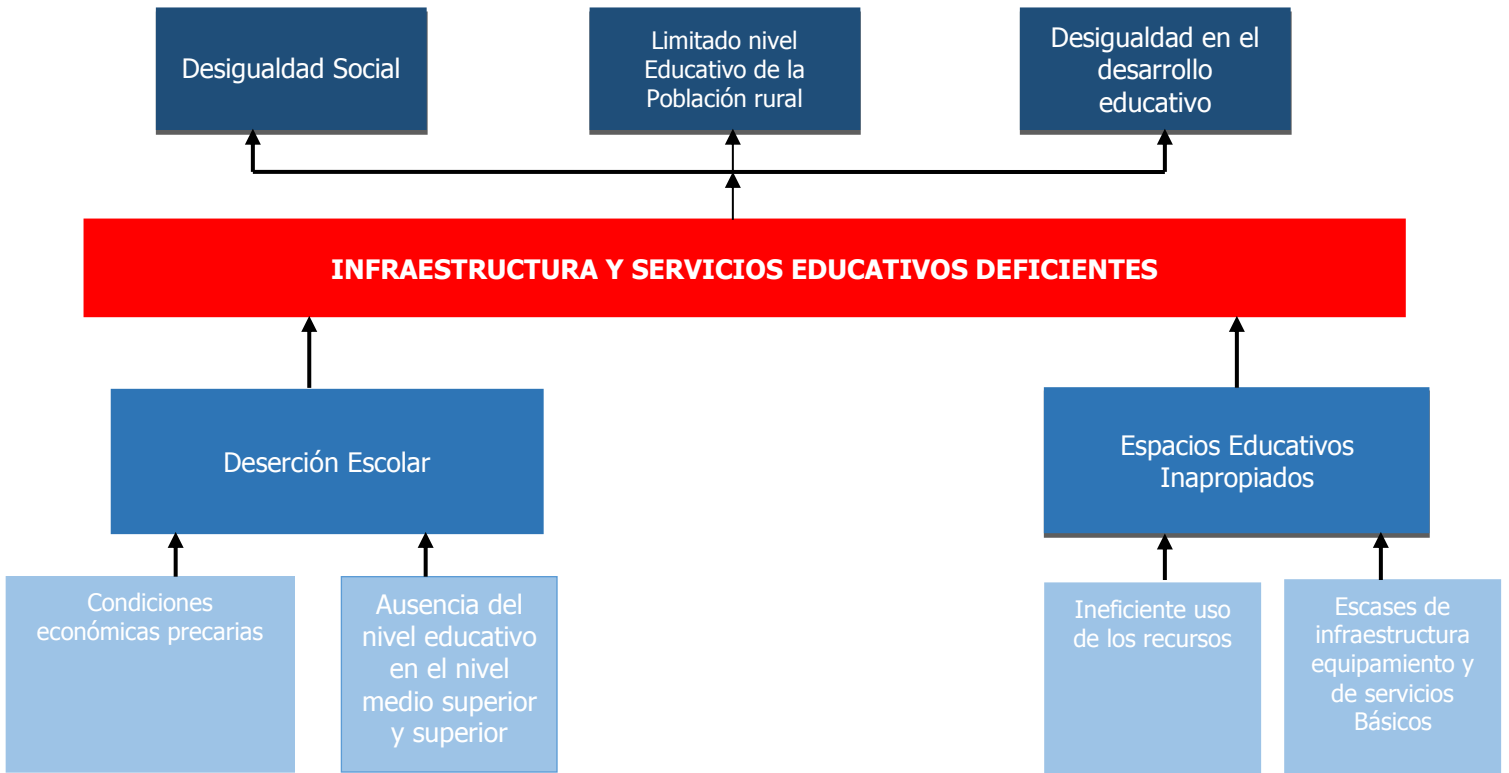 Desigualdad Social
Limitado nivel
Educativo de la
Población rural
Desigualdad en el
desarrollo
educativo
INFRAESTRUCTURA Y SERVICIOS EDUCATIVOS DEFICIENTES
Deserción Escolar
Espacios Educativos
Inapropiados
Condiciones
económicas precarias
Ausencia del
nivel educativo
en el nivel
medio superior
y superior
Ineficiente uso
de los recursos
Escases de
infraestructura
equipamiento y
de servicios
Básicos